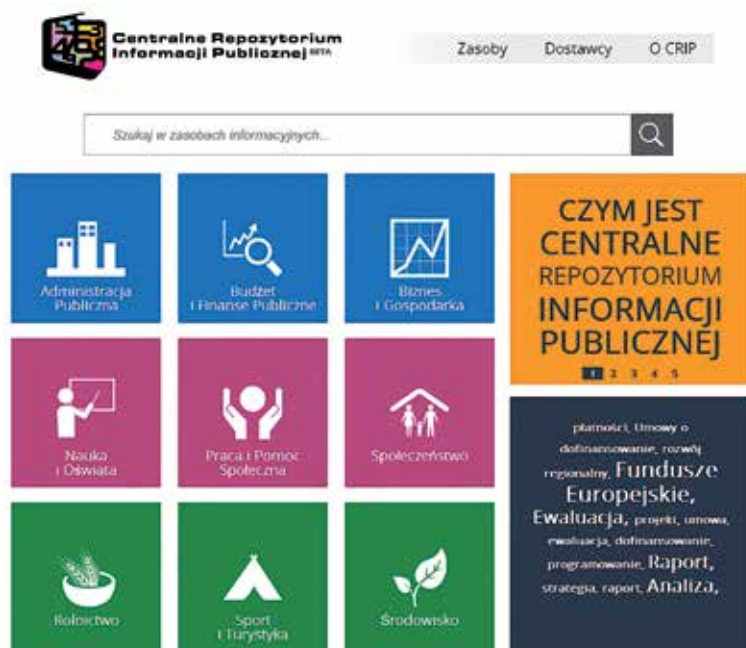 Centralne Repozytorium
Informacji Publicznej BETA
Zasoby Dostawcy O CRIP
Szukaj w zasobach informacyjnych...
Administracja
Publiczna
Budżet
i Finanse Publiczne
Biznes
i Gospodarka
CZYM JEST
CENTRALNE
REPOZYTORIUM
INFORMACJI
PUBLICZNEJ
1 2 3 4 5
Nauka
i Oświata
Praca i Pomoc
Społeczna
Społeczeństwo
płatności, Umowy o
dofinansowanie, rozwój
regionalny, Fundusze
Europejskie,
Ewaluacja, projekt, umowa,
ewaluacja, dofinansowanie,
programowanie, Raport,
strategia, raport, Analiza,
Rolnictwo
Sport
i Turystyka
Środowisko